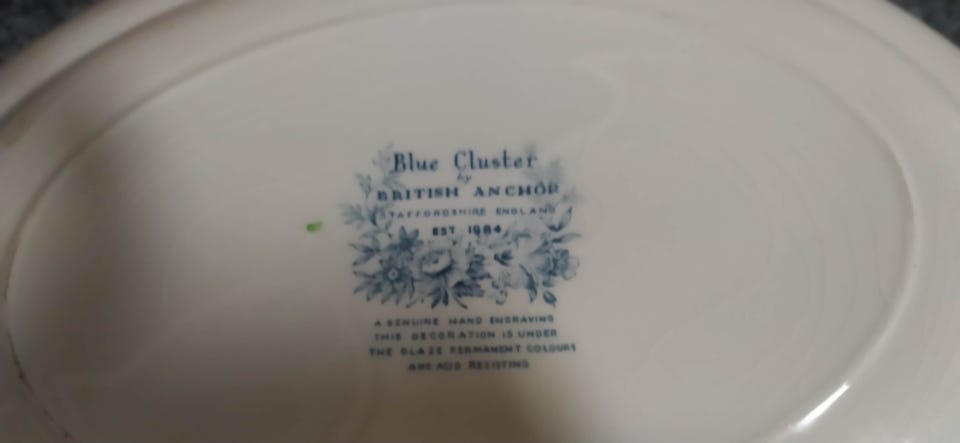 Blue Cluster
by
BRITISH ANCHOR
STAFFORDSHIRE ENGLAND
EST 1884
A GENUINE HAND ENGRAVING
THIS DECORATION IS UNDER
THE GLAZE PERMANENT COLOURS
AND ACID RESISTING